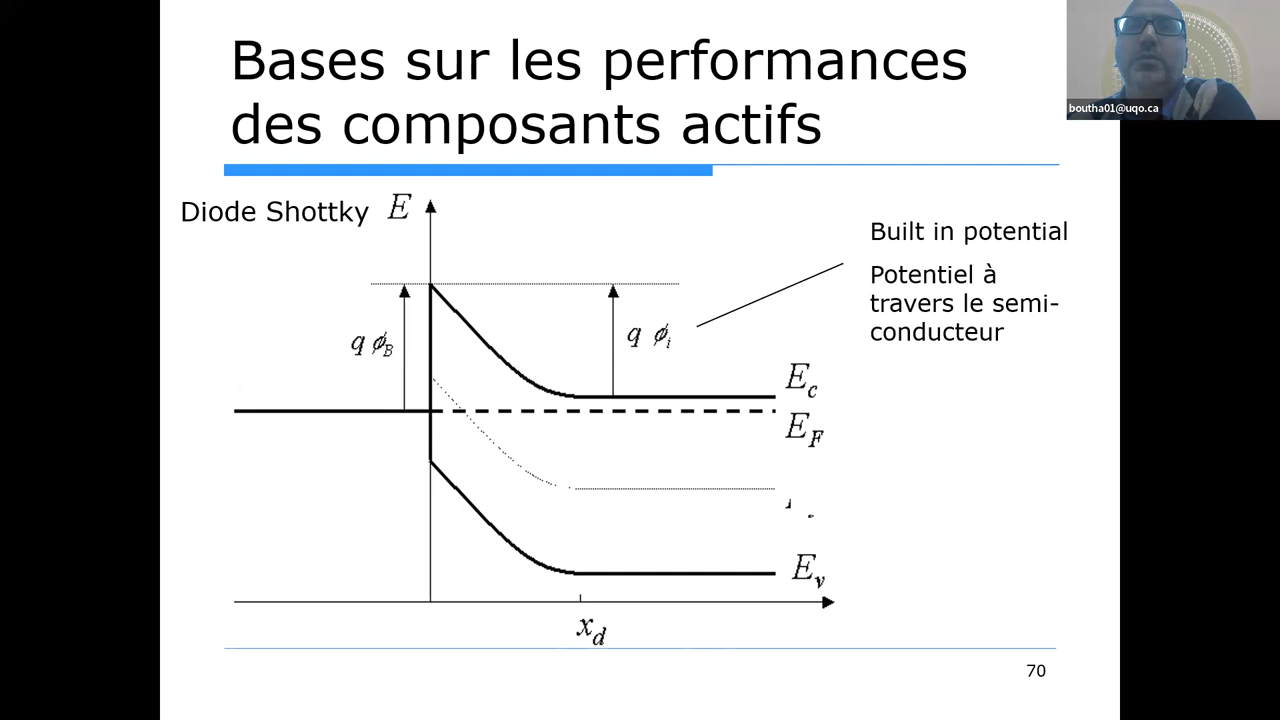 Bases sur les performances
des composants actifs
boutha01@uqo.ca
Diode Shottky
E
Built in potential
Potentiel à
travers le semi-
conducteur
q ϕB
q ϕi
Ec
EF
Ev
xd
70